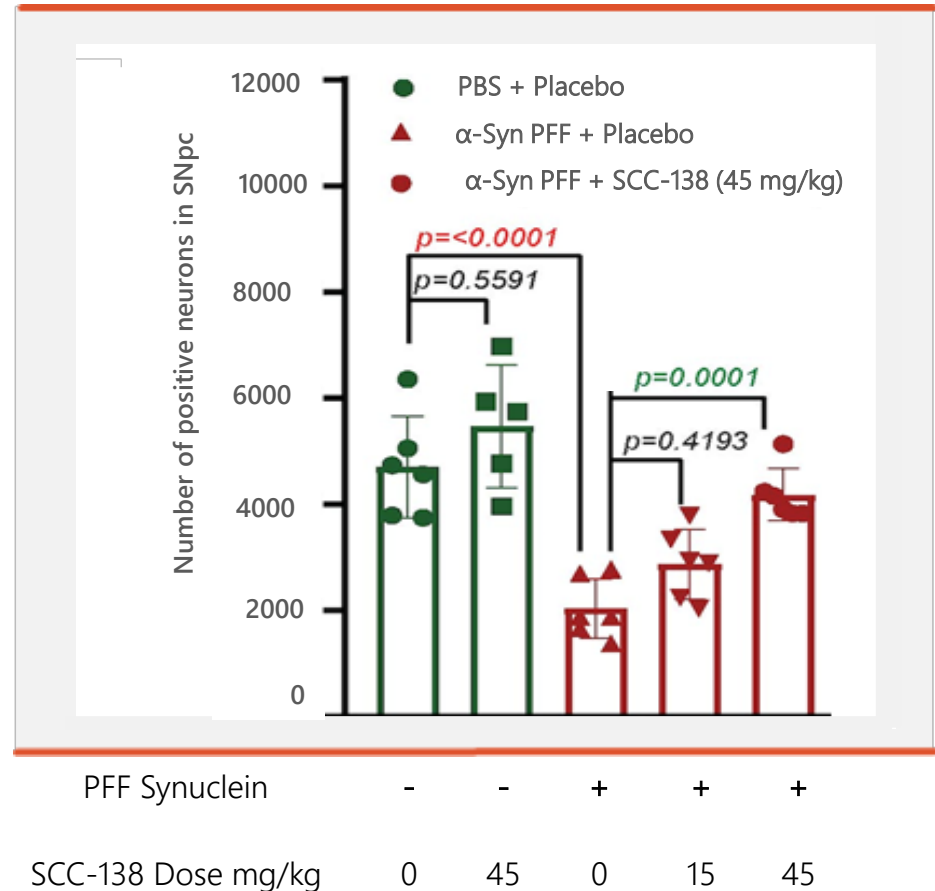 12000
PBS + Placebo
α-Syn PFF + Placebo
10000
α-Syn PFF + SCC-138 (45 mg/kg)
Number of positive neurons in SNpc
p=<0.0001
8000
p=0.5591
6000
p=0.0001
p=0.4193
4000
2000
0
PFF Synuclein - - + + +
SCC-138 Dose mg/kg 0 45 0 15 45